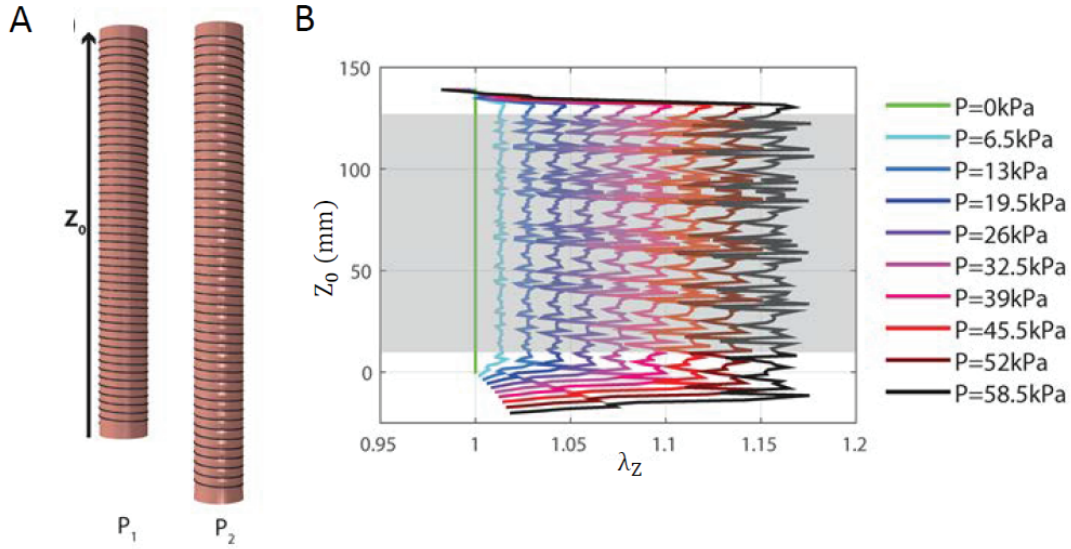 A
B
Z₀
P₁
P₂
Z₀ (mm)
150
100
50
0
0.95
1
1.05
1.1
1.15
1.2
λ_Z
P=0kPa
P=6.5kPa
P=13kPa
P=19.5kPa
P=26kPa
P=32.5kPa
P=39kPa
P=45.5kPa
P=52kPa
P=58.5kPa